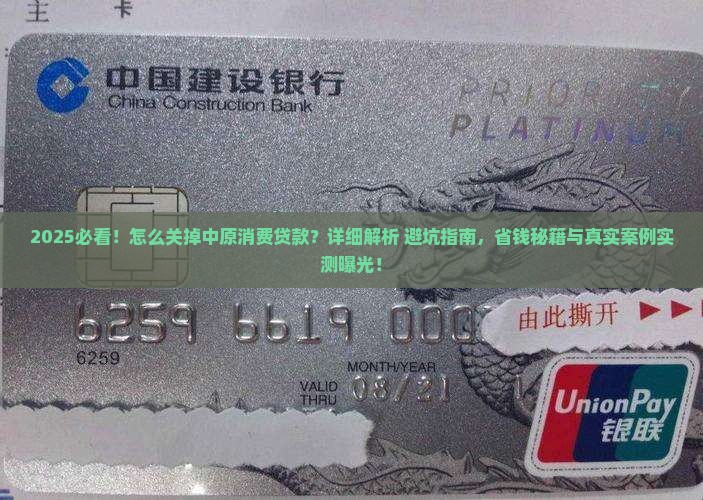 主 卡
中国建设银行
China Construction Bank
PRIORITY
PLATINUM
2025必看！怎么关掉中原消费贷款？详细解析 避坑指南，省钱秘籍与真实案例实
测曝光！
6259 6619 000
由此撕开
6259
MONTH/YEAR
VALID
THRU
08/21
UnionPay
银联